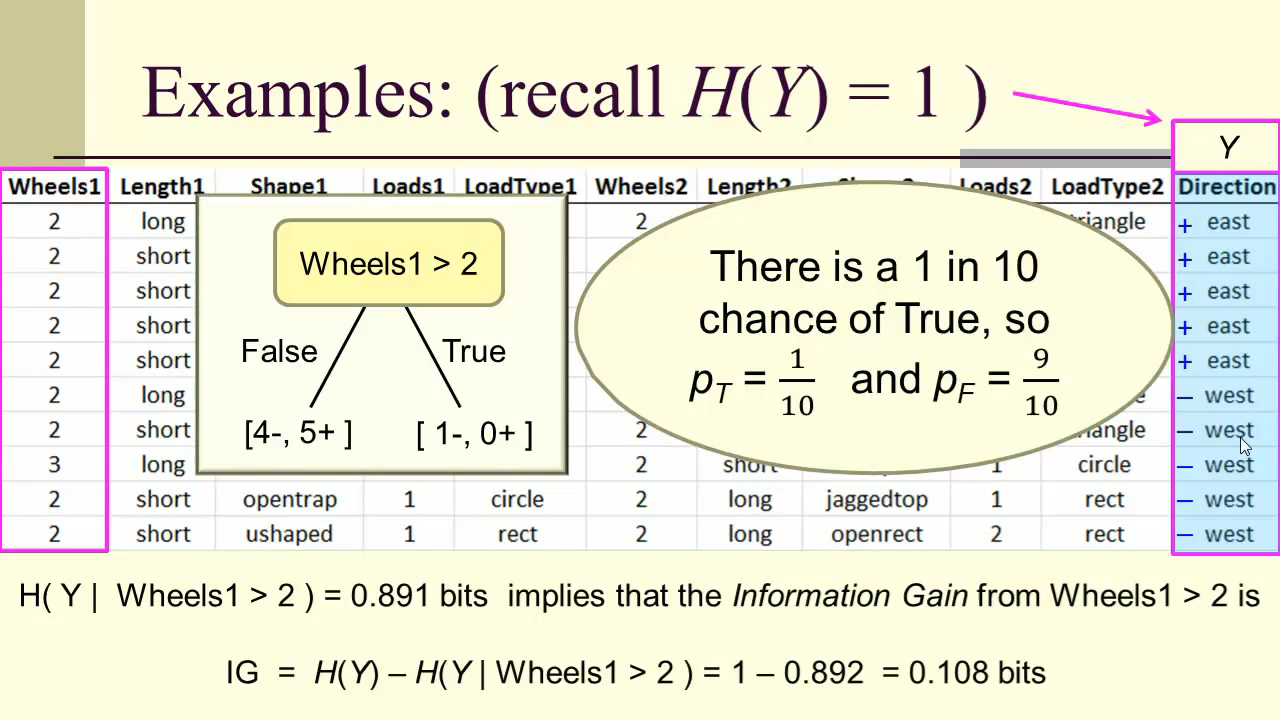 Examples: (recall H(Y) = 1 )
Y
Wheels1 Length1 Shape1 Loads1 LoadType1 Wheels2 Length2 Loads2 LoadType2 Direction
2 long 2 triangle + east
2 short + east
2 short + east
2 short + east
2 short + east
2 long – west
2 short 2 – west
3 long 2 short 1 circle – west
2 short opentrap 1 circle 2 long jaggedtop 1 rect – west
2 short ushaped 1 rect 2 long openrect 2 rect – west
Wheels1 > 2
False True
[4-, 5+ ] [ 1-, 0+ ]
There is a 1 in 10
chance of True, so
pT = 1/10 and pF = 9/10
H( Y | Wheels1 > 2 ) = 0.891 bits implies that the Information Gain from Wheels1 > 2 is
IG = H(Y) – H(Y | Wheels1 > 2 ) = 1 – 0.892 = 0.108 bits